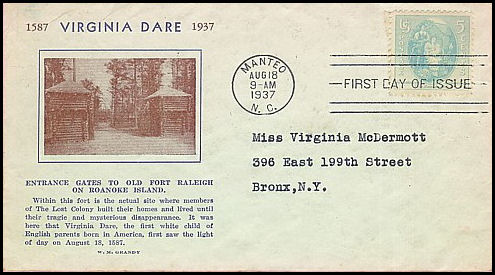 1587 VIRGINIA DARE 1937
MANTEO
AUG 18
9-AM
1937
N. C.
FIRST DAY OF ISSUE
5 5
Miss Virginia McDermott
396 East 199th Street
Bronx,N.Y.
ENTRANCE GATES TO OLD FORT RALEIGH
ON ROANOKE ISLAND.
Within this fort is the actual site where members
of The Lost Colony built their homes and lived until
their tragic and mysterious disappearance. It was
here that Virginia Dare, the first white child of
English parents born in America, first saw the light
of day on August 18, 1587.
W. M. GRANDY